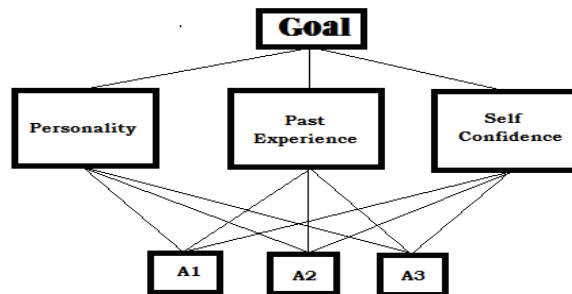 Goal
Personality
Past
Experience
Self
Confidence
A1
A2
A3